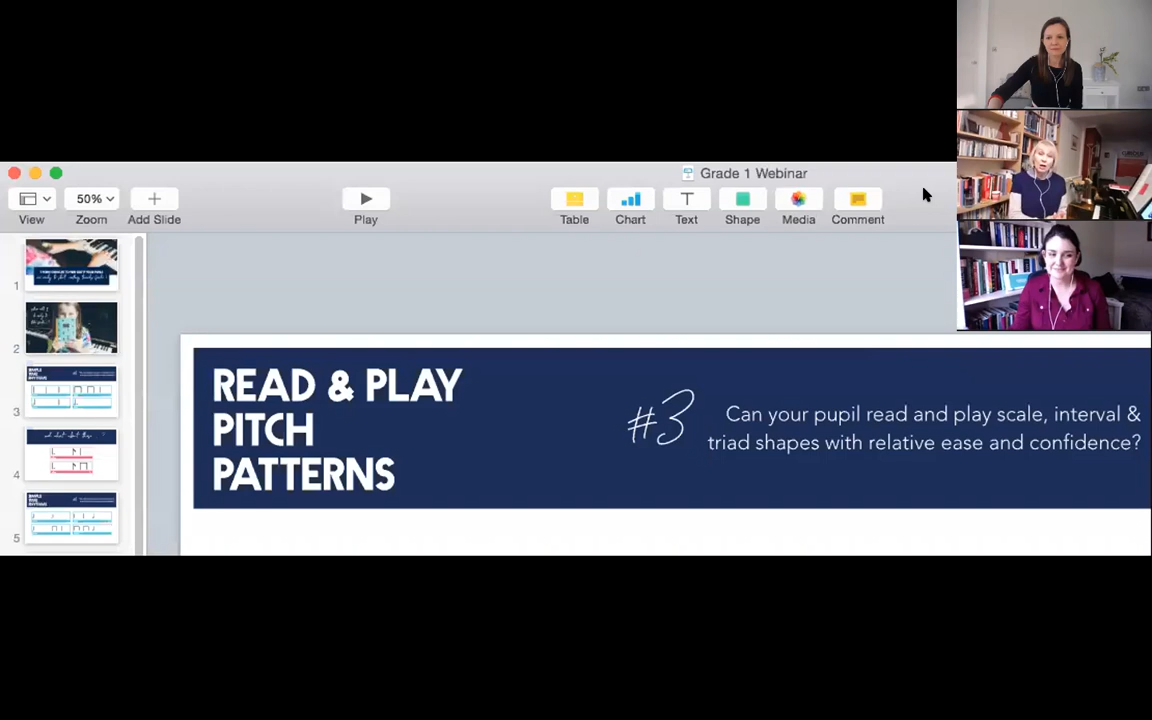 Grade 1 Webinar
50%
View
Zoom
Add Slide
Play
Table
Chart
Text
Shape
Media
Comment
1
2
3
4
5
READ & PLAY
PITCH
PATTERNS
#3
Can your pupil read and play scale, interval &
triad shapes with relative ease and confidence?